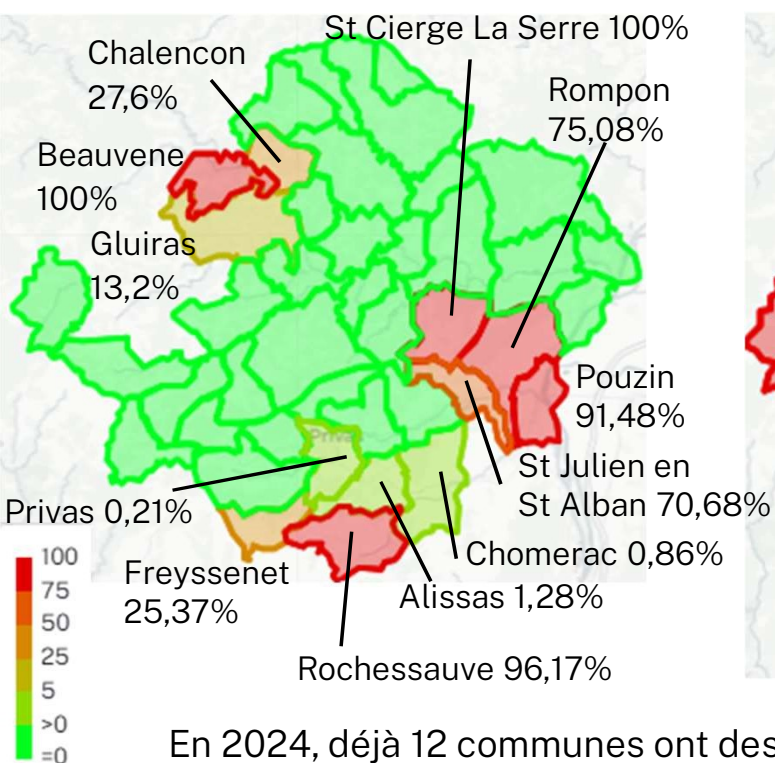 St Cierge La Serre 100%
Chalencon
27,6%
Rompon
75,08%
Beauvene
100%
Gluiras
13,2%
Pouzin
91,48%
Privas
St Julien en
St Alban 70,68%
Privas 0,21%
Chomerac 0,86%
Freyssenet
25,37%
Alissas 1,28%
Rochessauve 96,17%
100
75
50
25
5
>0
=0
En 2024, déjà 12 communes ont des